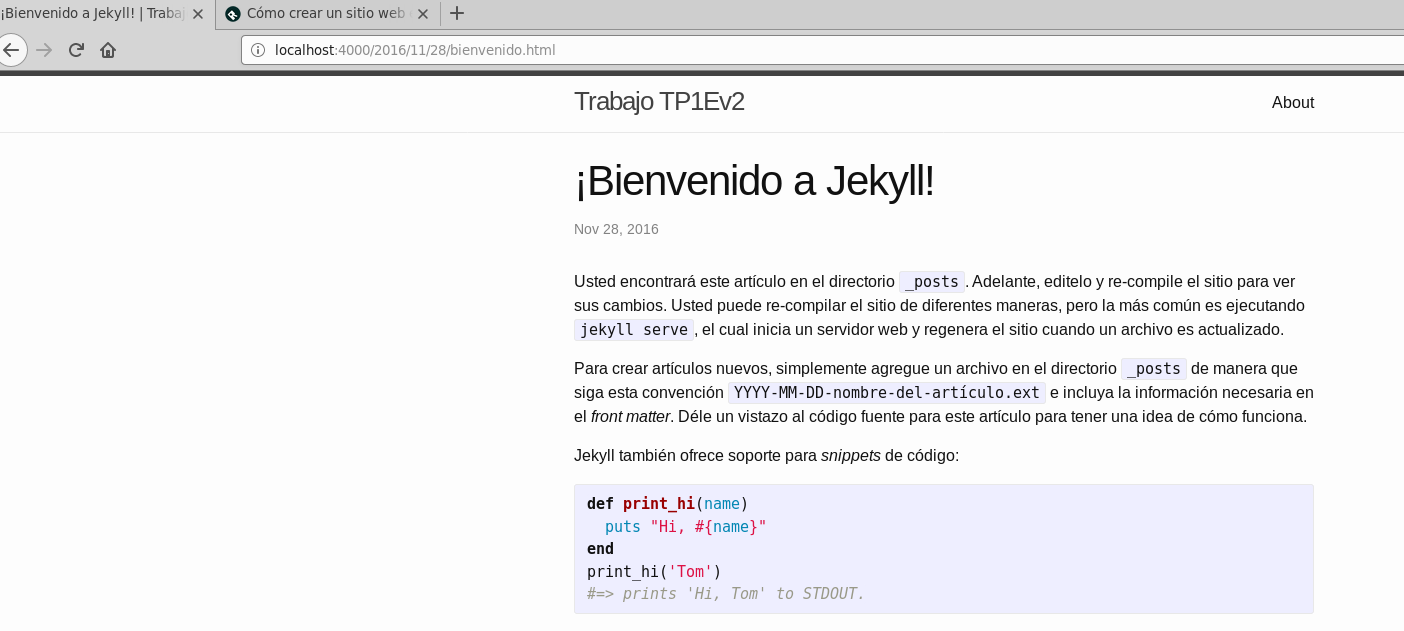 ¡Bienvenido a Jekyll! | Traba
Cómo crear un sitio web
localhost:4000/2016/11/28/bienvenido.html
Trabajo TP1Ev2
About
¡Bienvenido a Jekyll!
Nov 28, 2016
Usted encontrará este artículo en el directorio _posts. Adelante, editelo y re-compile el sitio para ver
sus cambios. Usted puede re-compilar el sitio de diferentes maneras, pero la más común es ejecutando
jekyll serve, el cual inicia un servidor web y regenera el sitio cuando un archivo es actualizado.
Para crear artículos nuevos, simplemente agregue un archivo en el directorio _posts de manera que
siga esta convención YYYY-MM-DD-nombre-del-artículo.ext e incluya la información necesaria en
el front matter. Déle un vistazo al código fuente para este artículo para tener una idea de cómo funciona.
Jekyll también ofrece soporte para snippets de código:
def print_hi(name)
  puts "Hi, #{name}"
end
print_hi('Tom')
#=> prints 'Hi, Tom' to STDOUT.